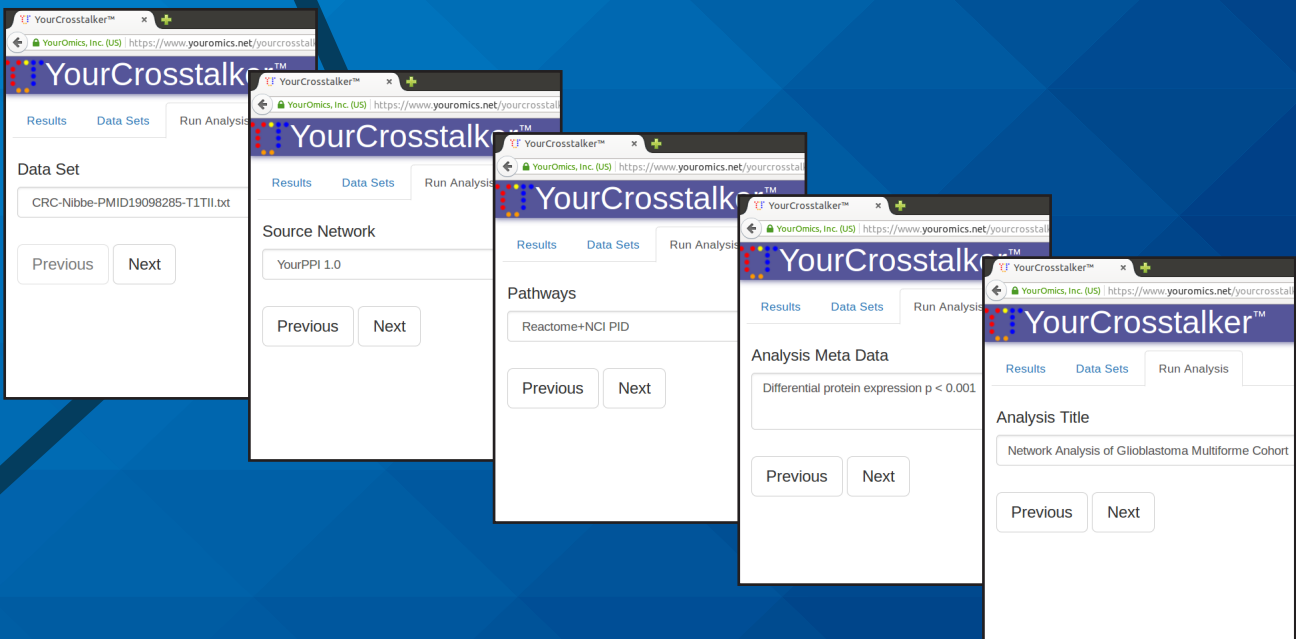 YourCrosstalker™
YourOmics, Inc. (US) https://www.youromics.net/yourcrosstalk
YourCrosstalker™
Results Data Sets Run Analysis
Data Set
CRC-Nibbe-PMID19098285-T1TII.txt
Previous Next
YourCrosstalker™
YourOmics, Inc. (US) https://www.youromics.net/yourcrosstalk
YourCrosstalker™
Results Data Sets Run Analysis
Source Network
YourPPI 1.0
Previous Next
YourCrosstalker™
YourOmics, Inc. (US) https://www.youromics.net/yourcrosstalk
YourCrosstalker™
Results Data Sets Run Analysis
Pathways
Reactome+NCI PID
Previous Next
YourCrosstalker™
YourOmics, Inc. (US) https://www.youromics.net/yourcrosstalk
YourCrosstalker™
Results Data Sets Run Analysis
Analysis Meta Data
Differential protein expression p < 0.001
Previous Next
YourCrosstalker™
YourOmics, Inc. (US) https://www.youromics.net/yourcrosstalk
YourCrosstalker™
Results Data Sets Run Analysis
Analysis Title
Network Analysis of Glioblastoma Multiforme Cohort
Previous Next